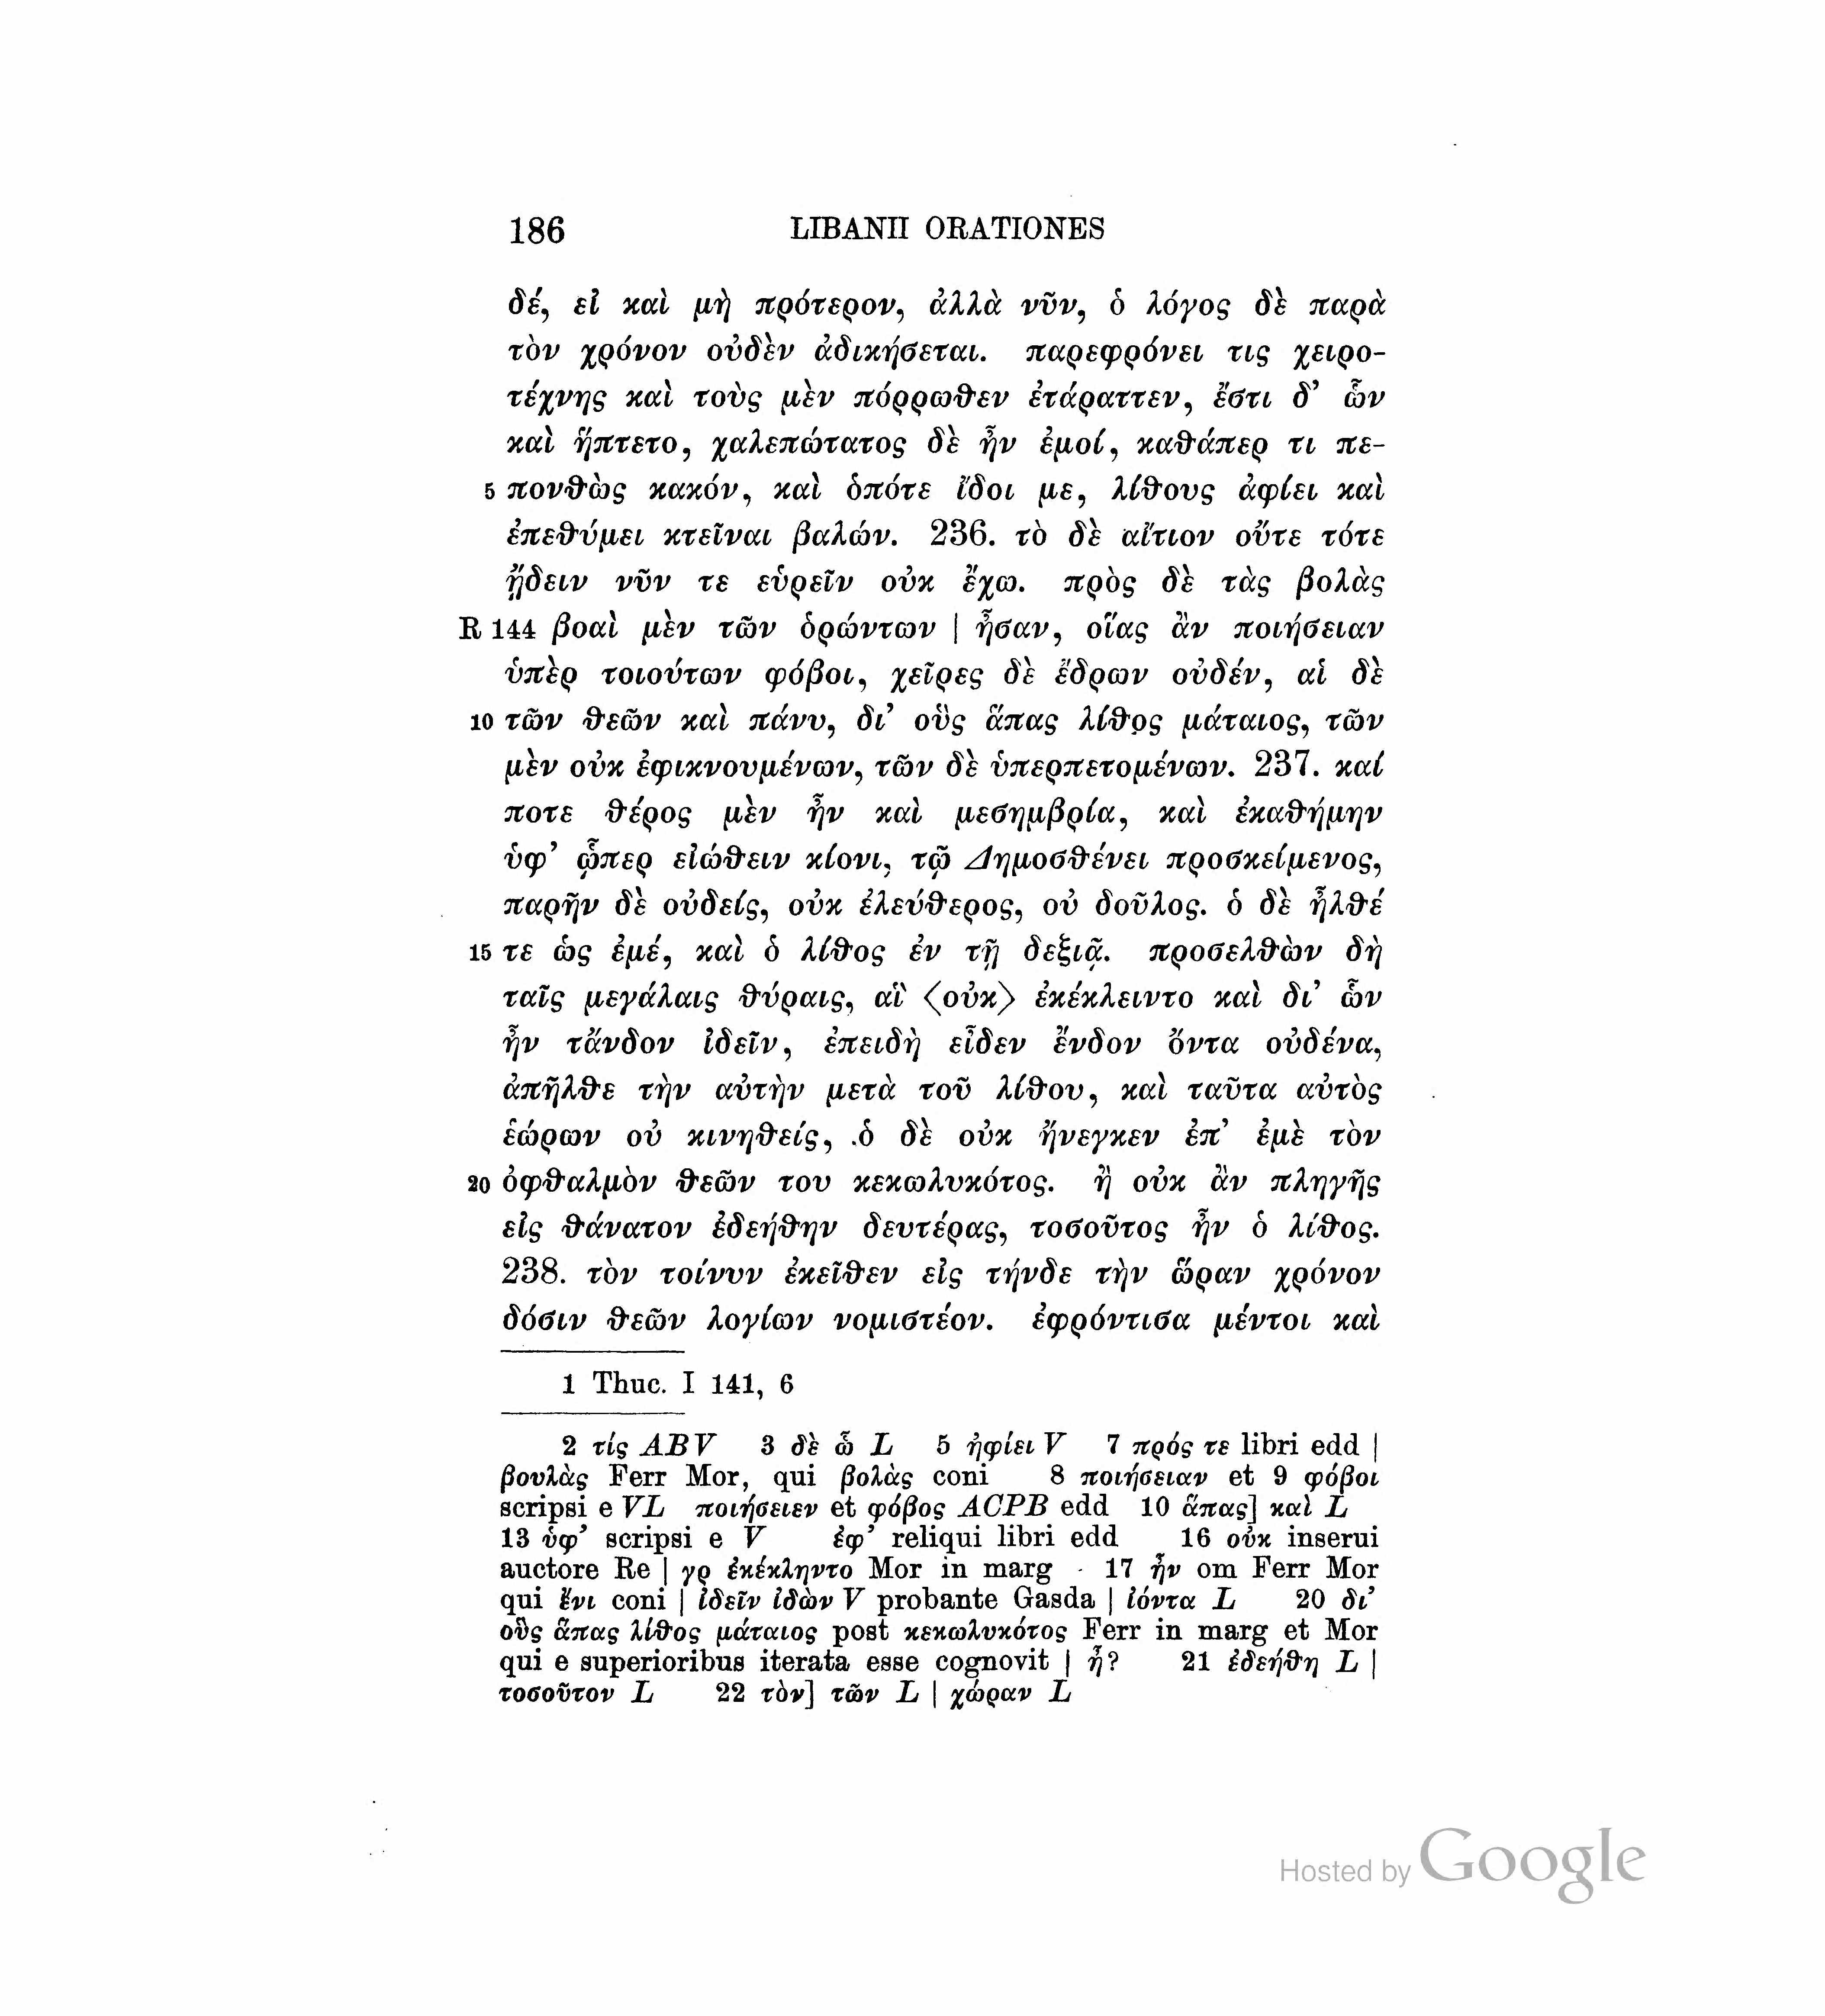 186 LIBANII ORATIONES
δέ, εἰ καὶ μὴ πρότερον, ἀλλὰ νῦν, ὁ λόγος δὲ παρὰ
τὸν χρόνον οὐδὲν ἀδικήσεται. παρεφρόνει τις χειρο-
τέχνης καὶ τοὺς μὲν πόρρωθεν ἐτάραττεν, ἔστι δ’ ὧν
καὶ ἥπτετο, χαλεπώτατος δὲ ἦν ἐμοί, καθάπερ τι πε-
5 πονθὼς κακόν, καὶ ὁπότε ἴδοι με, λίθους ἀφίει καὶ
ἐπεθύμει κτεῖναι βαλών. 236. τὸ δὲ αἴτιον οὔτε τότε
ᾔδειν νῦν τε εὑρεῖν οὐκ ἔχω. πρὸς δὲ τὰς βολὰς
R 144 βοαὶ μὲν τῶν ὁρώντων | ἦσαν, οἵας ἂν ποιήσειαν
ὑπὲρ τοιούτων φόβοι, χεῖρες δὲ ἔδρων οὐδέν, αἱ δὲ
10 τῶν θεῶν καὶ πάνυ, δι’ οὓς ἅπας λίθος μάταιος, τῶν
μὲν οὐκ ἐφικνουμένων, τῶν δὲ ὑπερπετομένων. 237. καί
ποτε θέρος μὲν ἦν καὶ μεσημβρία, καὶ ἐκαθήμην
ὑφ’ ᾧπερ εἰώθειν κίονι, τῷ Δημοσθένει προσκείμενος,
παρῆν δὲ οὐδείς, οὐκ ἐλεύθερος, οὐ δοῦλος. ὁ δὲ ἦλθέ
15 τε ὡς ἐμέ, καὶ ὁ λίθος ἐν τῇ δεξιᾷ. προσελθὼν δὴ
ταῖς μεγάλαις θύραις, αἳ ⟨οὐκ⟩ ἐκέκλειντο καὶ δι’ ὧν
ἦν τἄνδον ἰδεῖν, ἐπειδὴ εἶδεν ἔνδον ὄντα οὐδένα,
ἀπῆλθε τὴν αὐτὴν μετὰ τοῦ λίθου, καὶ ταῦτα αὐτὸς
ἑώρων οὐ κινηθείς, ὁ δὲ οὐκ ἤνεγκεν ἐπ’ ἐμὲ τὸν
20 ὀφθαλμὸν θεῶν του κεκωλυκότος. ἢ οὐκ ἂν πληγῆς
εἰς θάνατον ἐδεήθην δευτέρας, τοσοῦτος ἦν ὁ λίθος.
238. τὸν τοίνυν ἐκεῖθεν εἰς τήνδε τὴν ὥραν χρόνον
δόσιν θεῶν λογίων νομιστέον. ἐφρόντισα μέντοι καὶ
1 Thuc. I 141, 6
2 τίς ABV 3 δὲ ὧ L 5 ἠφίει V 7 πρός τε libri edd |
βουλὰς Ferr Mor, qui βολὰς coni 8 ποιήσειαν et 9 φόβοι
scripsi e VL ποιήσειεν et φόβος ACPB edd 10 ἅπας] καὶ L
13 ὑφ’ scripsi e V ἐφ’ reliqui libri edd 16 οὐκ inserui
auctore Re | γρ ἐκέκληντο Mor in marg 17 ἦν om Ferr Mor
qui ἔνι coni | ἰδεῖν ἰδὼν V probante Gasda | ἰόντα L 20 δι’
οὓς ἅπας λίθος μάταιος post κεκωλυκότος Ferr in marg et Mor
qui e superioribus iterata esse cognovit | ἦ? 21 ἐδεήθη L |
τοσοῦτον L 22 τὸν] τῶν L | χώραν L
Hosted by Google